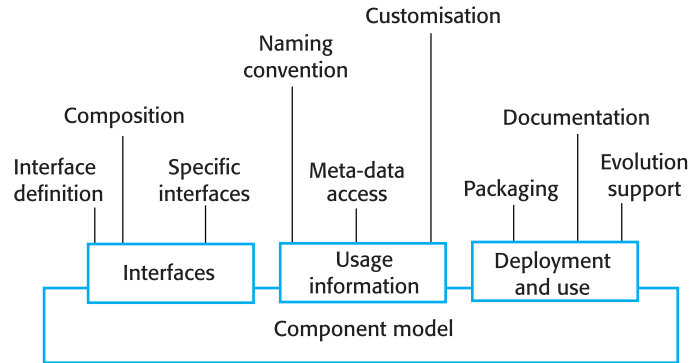 Customisation
Naming
convention
Composition
Documentation
Interface
definition
Specific
interfaces
Meta-data
access
Packaging
Evolution
support
Interfaces
Usage
information
Deployment
and use
Component model